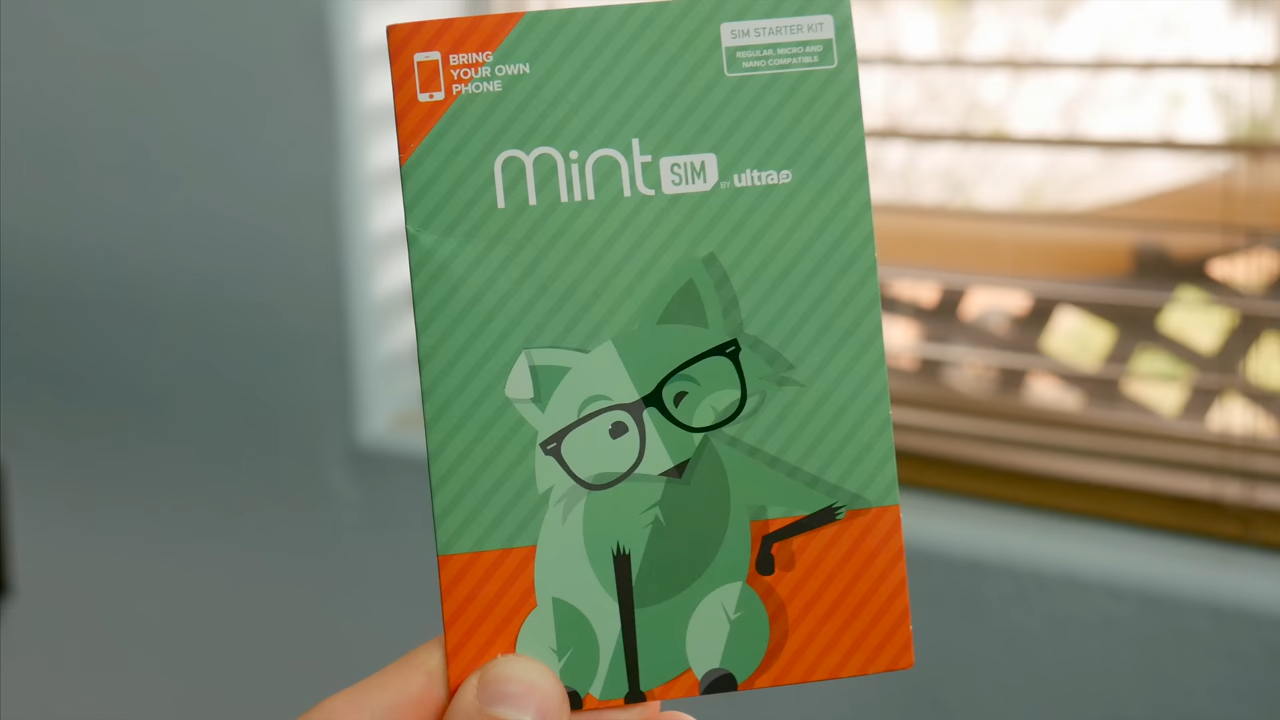 BRING
YOUR OWN
PHONE
SIM STARTER KIT
REGULAR, MICRO AND
NANO COMPATIBLE
mint SIM BY ultra